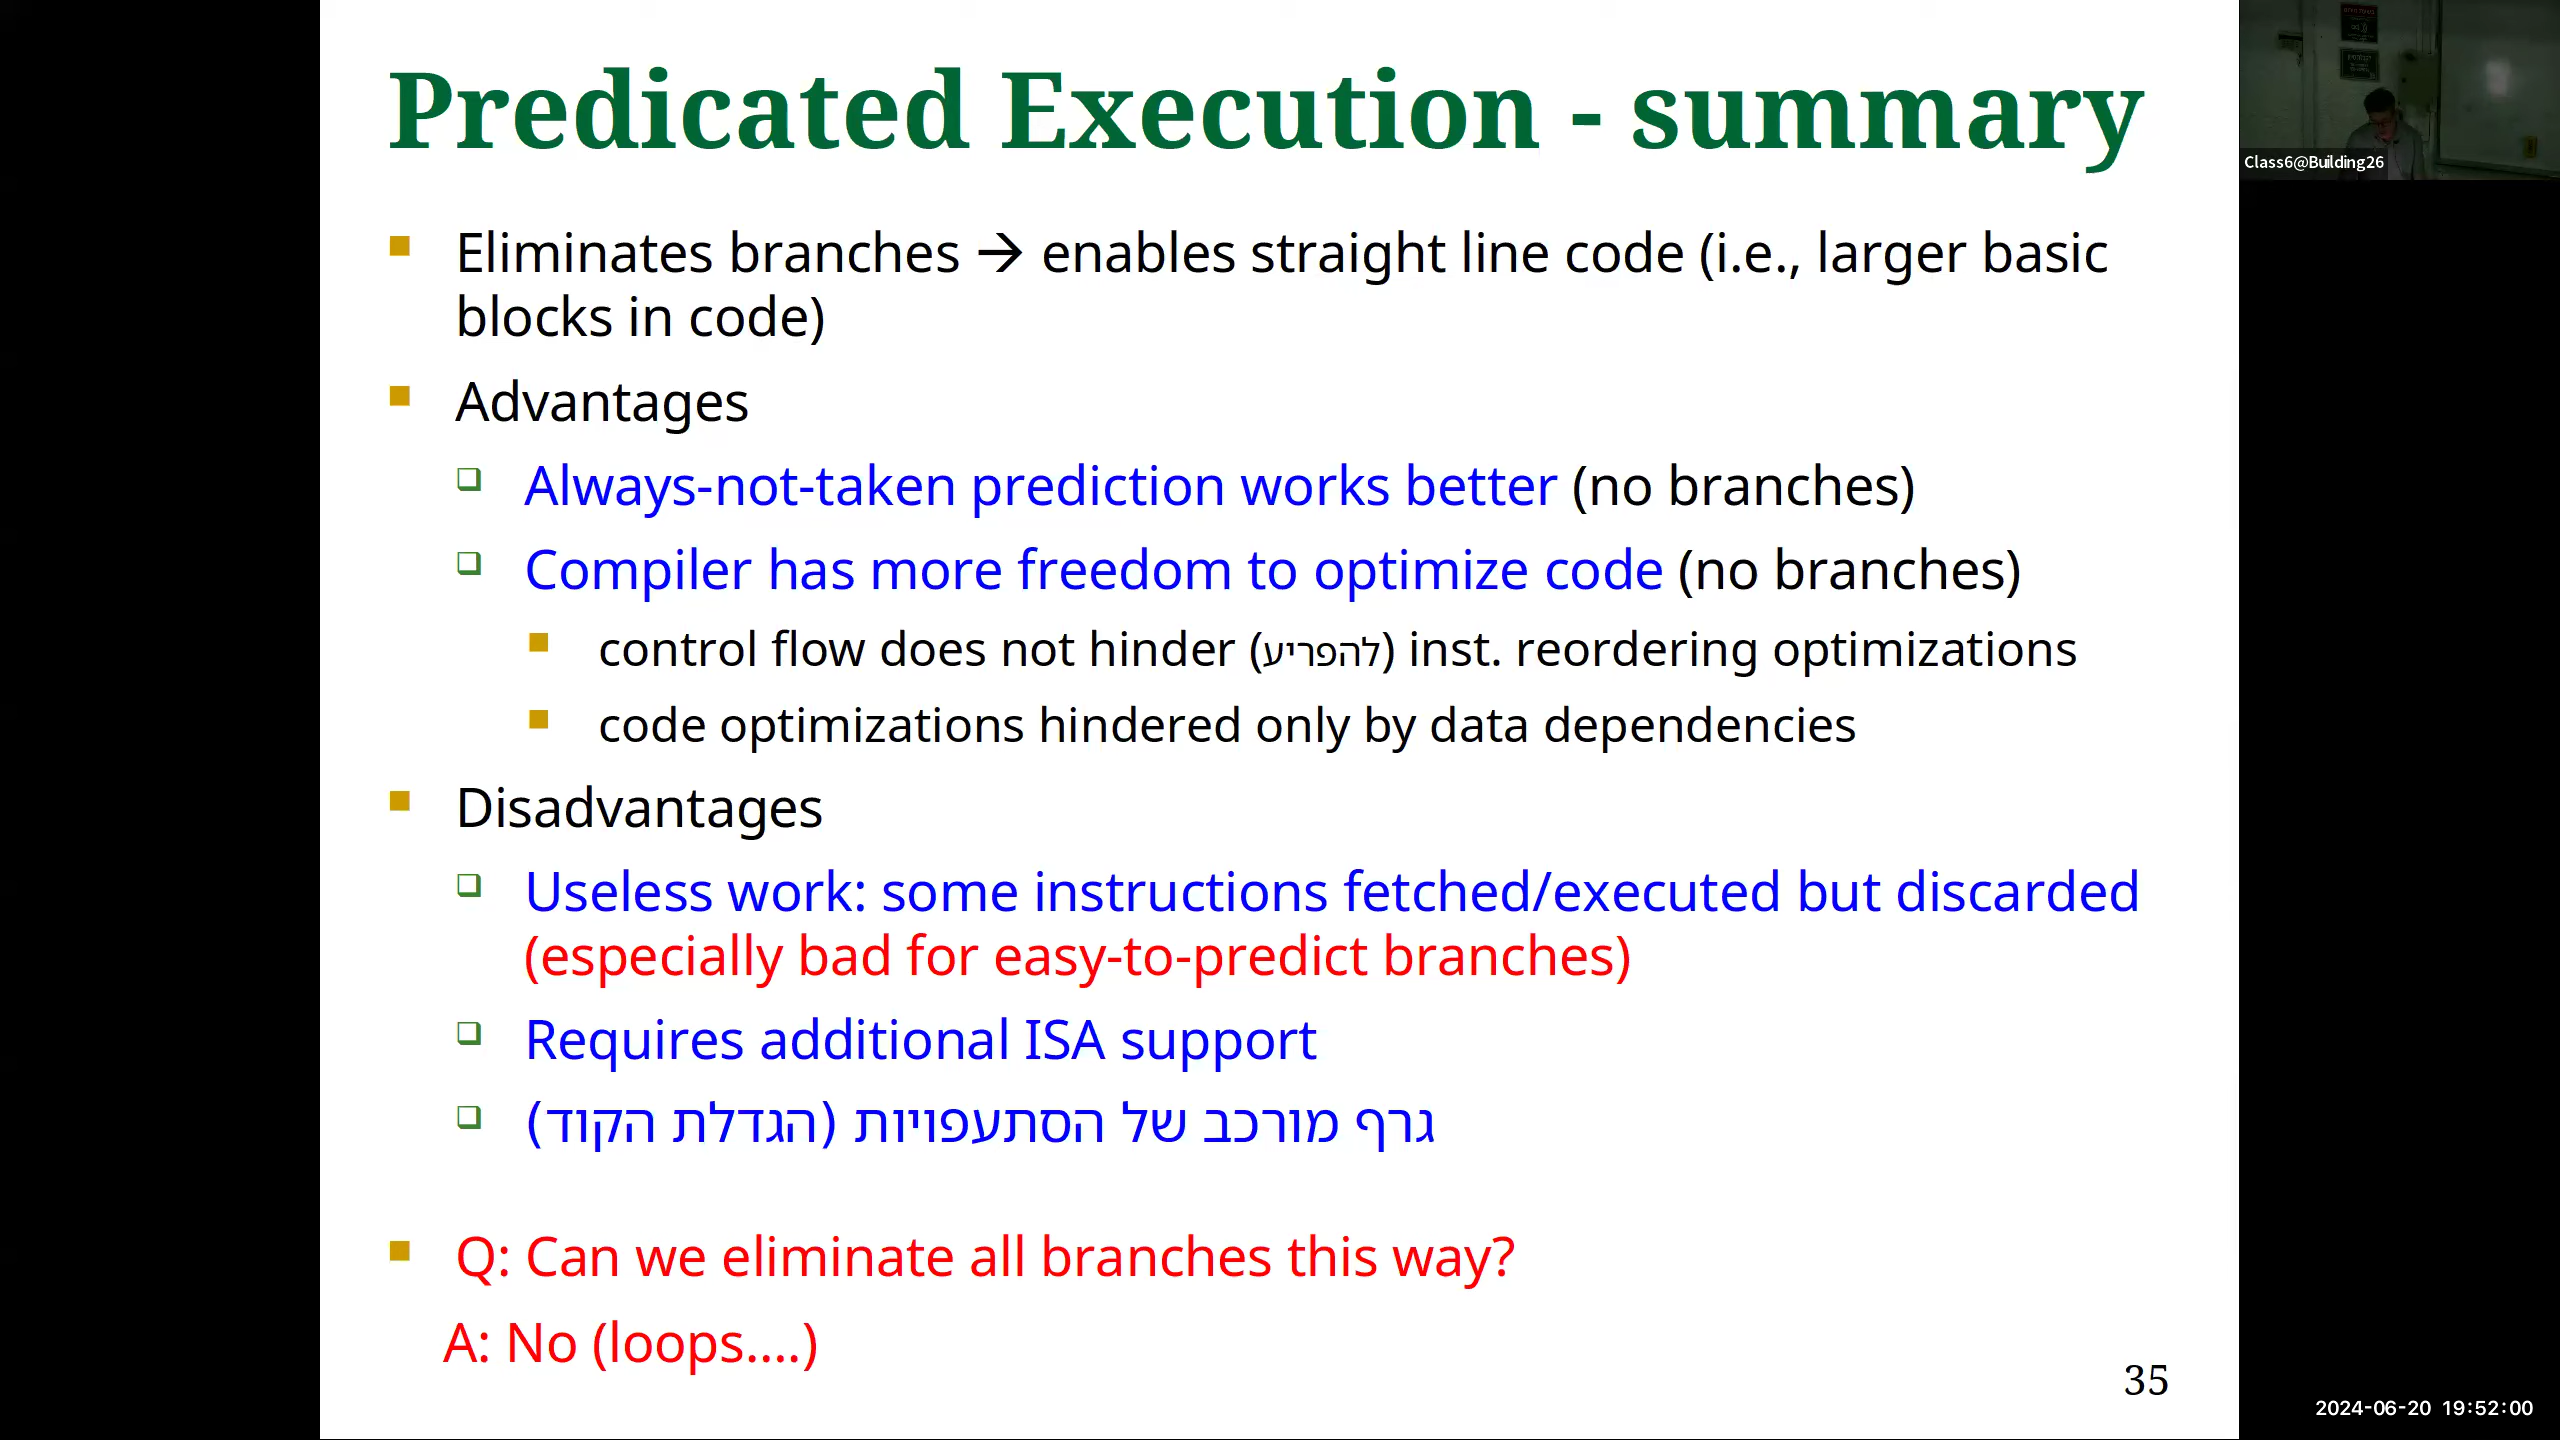 Predicated Execution - summary
Eliminates branches → enables straight line code (i.e., larger basic
blocks in code)
Advantages
Always-not-taken prediction works better (no branches)
Compiler has more freedom to optimize code (no branches)
control flow does not hinder (להפריע) inst. reordering optimizations
code optimizations hindered only by data dependencies
Disadvantages
Useless work: some instructions fetched/executed but discarded
(especially bad for easy-to-predict branches)
Requires additional ISA support
גרף מורכב של הסתעפויות (הגדלת הקוד)
Q: Can we eliminate all branches this way?
A: No (loops....)
35
Class6@Building26
2024-06-20 19:52:00